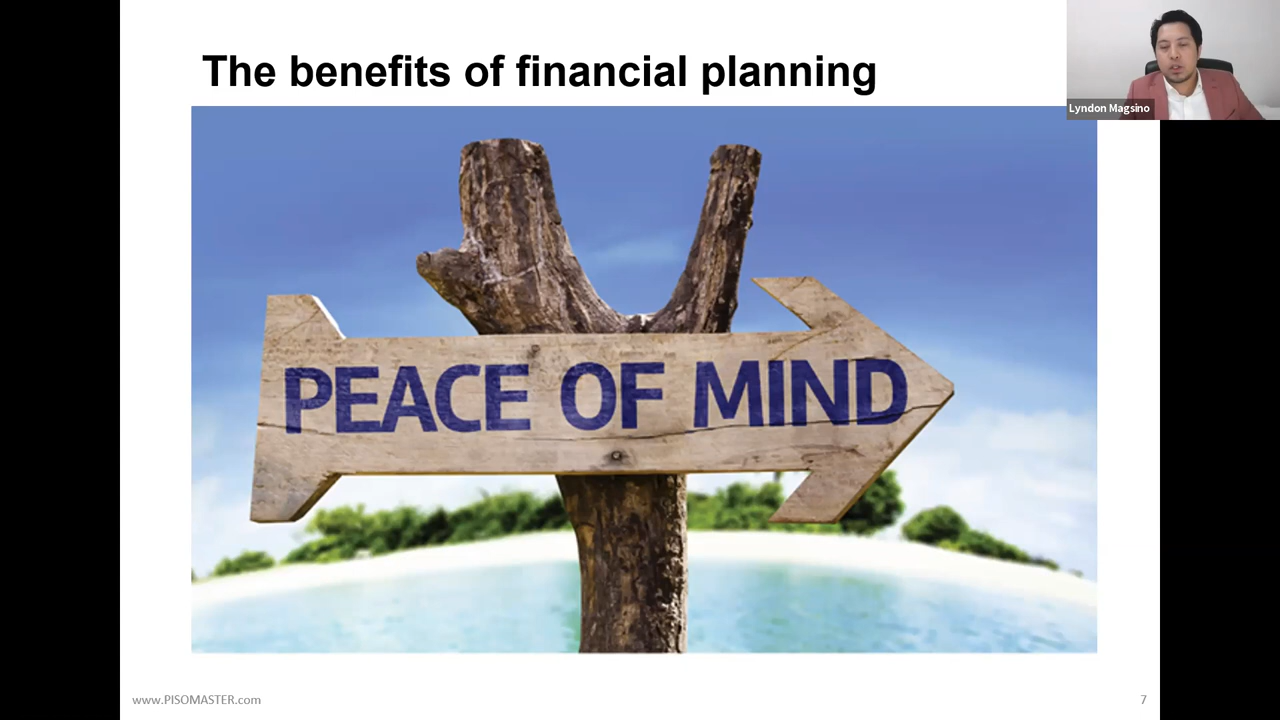 The benefits of financial planning
Lyndon Magsino
PEACE OF MIND
www.PISOMASTER.com
7